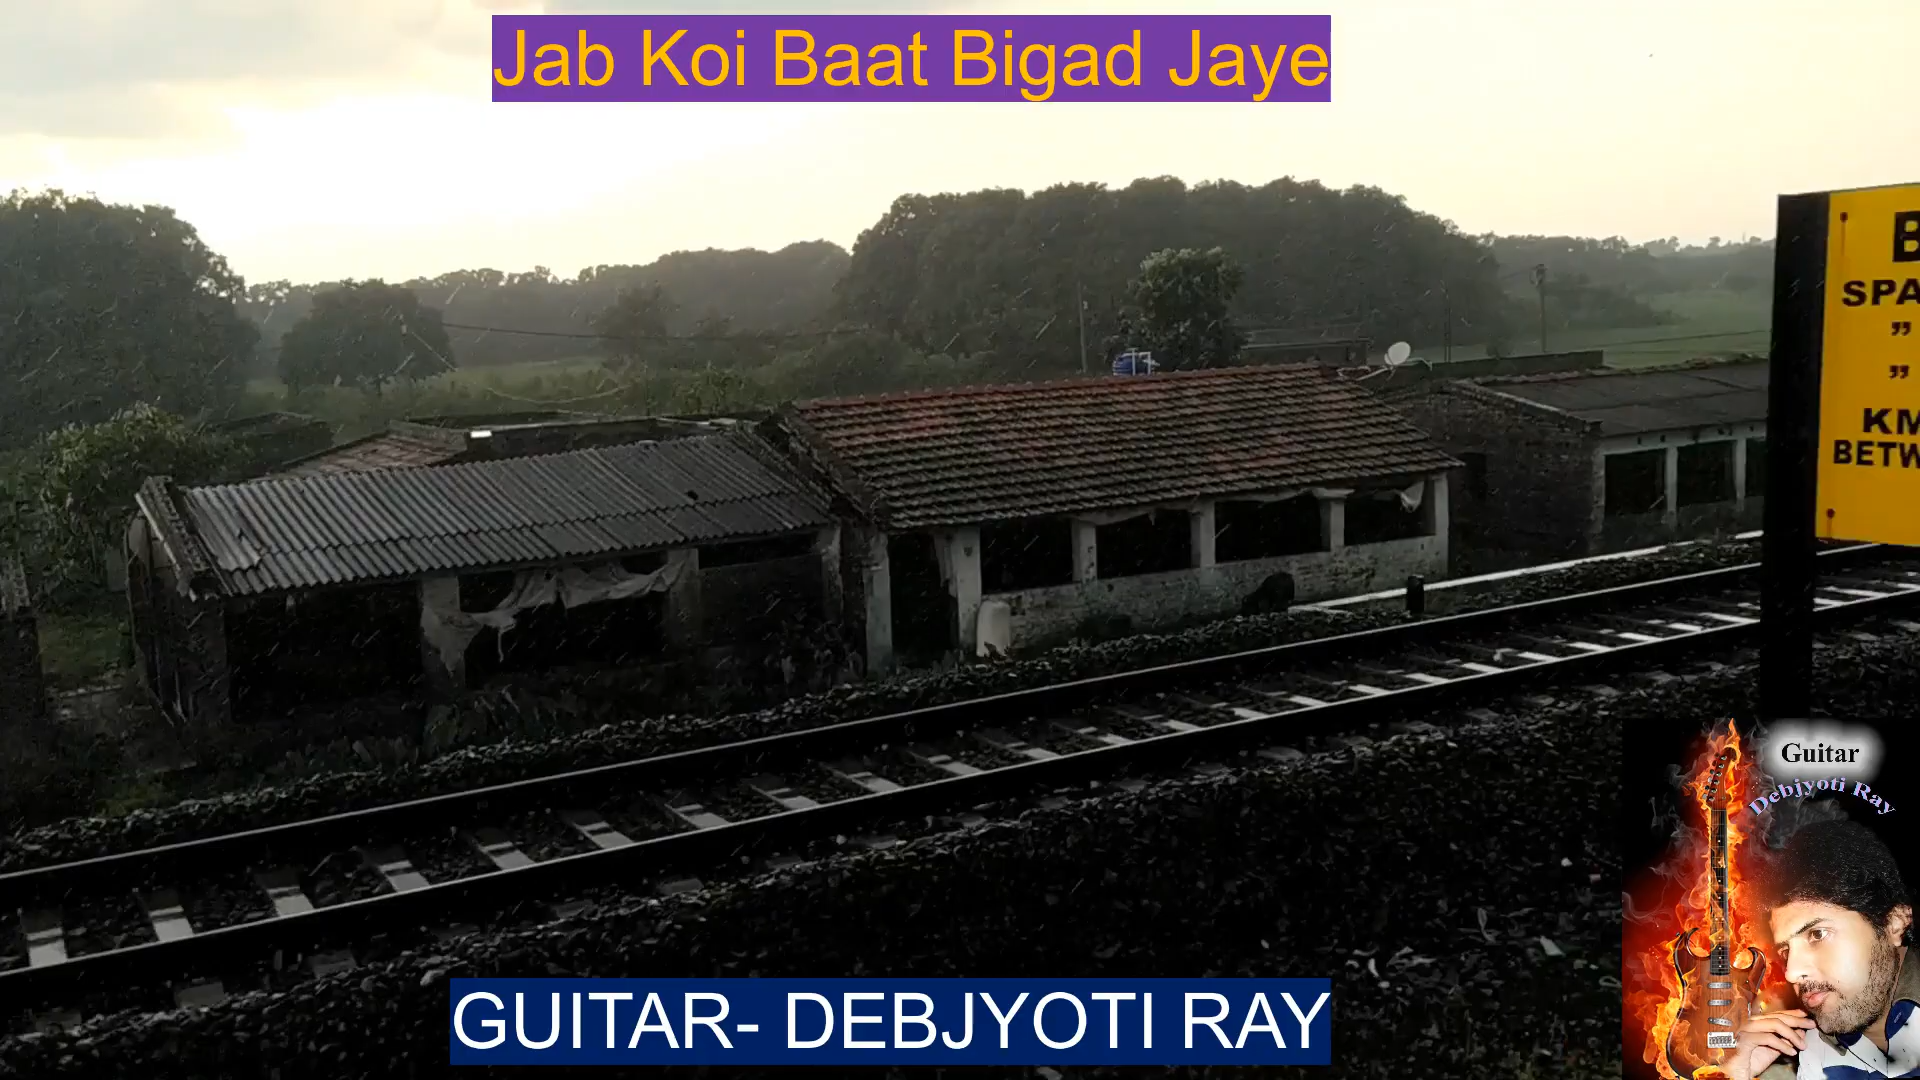 Jab Koi Baat Bigad Jaye
B
SPA
”
”
KM
BETW
Guitar
Debjyoti Ray
GUITAR- DEBJYOTI RAY